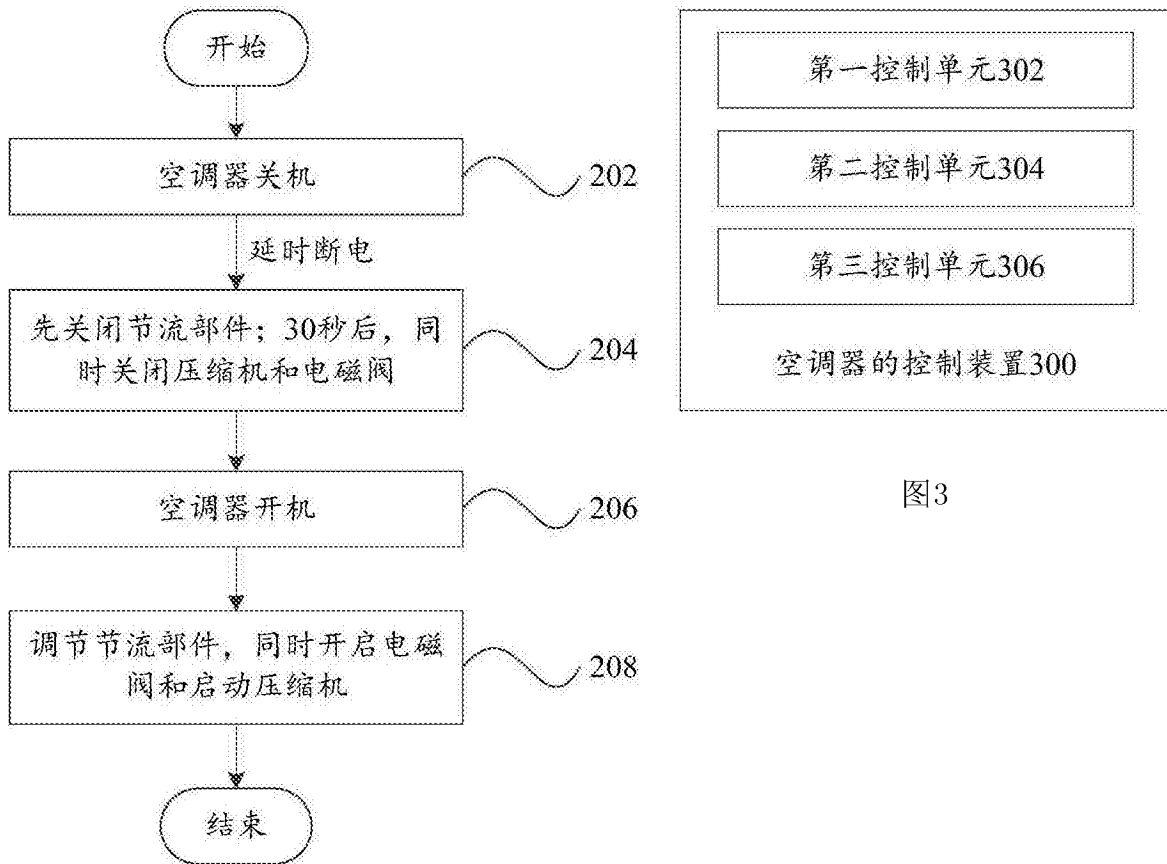 开始
空调器关机
202
延时断电
先关闭节流部件；30秒后，同
时关闭压缩机和电磁阀
204
空调器开机
206
调节节流部件，同时开启电磁
阀和启动压缩机
208
结束
第一控制单元302
第二控制单元304
第三控制单元306
空调器的控制装置300
图3